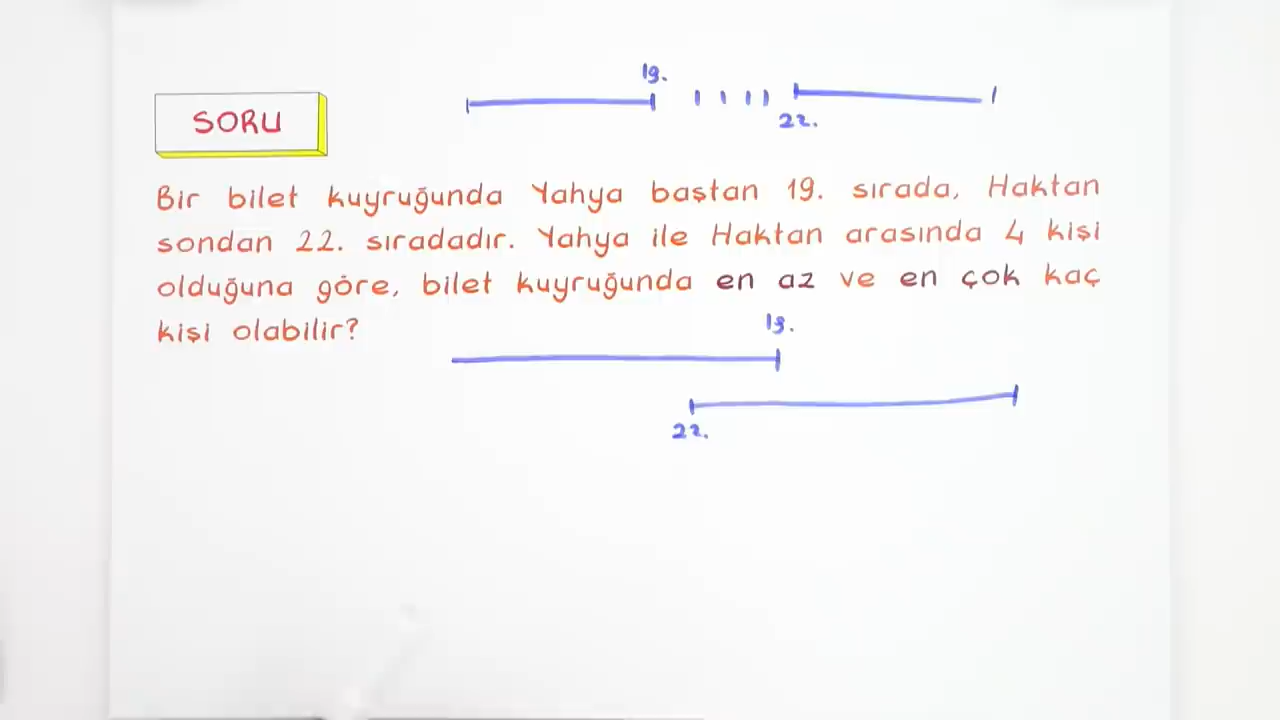 19.
22.
SORU
Bir bilet kuyruğunda Yahya baştan 19. sırada, Haktan
sondan 22. sıradadır. Yahya ile Haktan arasında 4 kişi
olduğuna göre, bilet kuyruğunda en az ve en çok kaç
kişi olabilir?
19.
22.